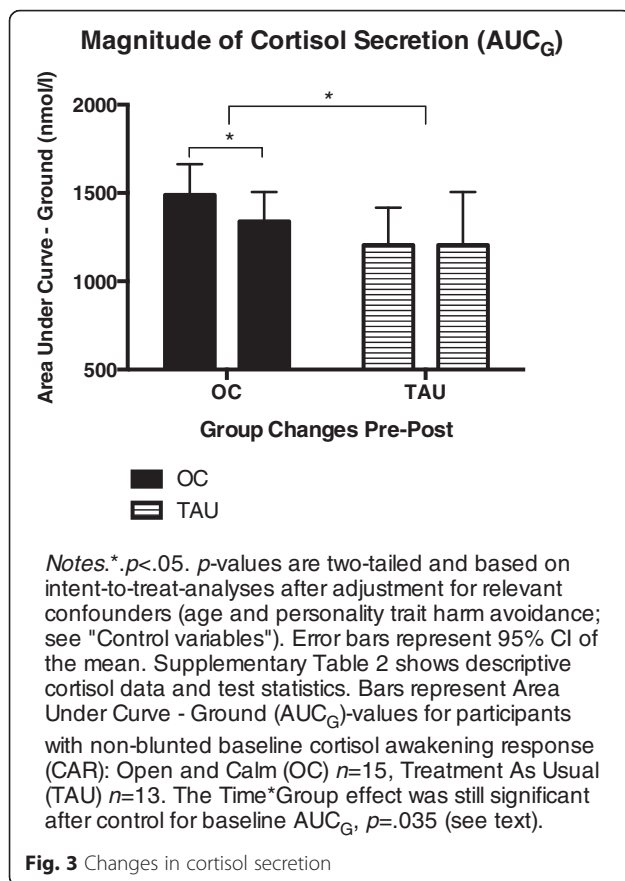 Magnitude of Cortisol Secretion (AUCG)
*
*
2000
1500
1000
500
Area Under Curve - Ground (nmol/l)
OC
TAU
Group Changes Pre-Post
OC
TAU
Notes.*.p<.05. p-values are two-tailed and based on
intent-to-treat-analyses after adjustment for relevant
confounders (age and personality trait harm avoidance;
see "Control variables"). Error bars represent 95% CI of
the mean. Supplementary Table 2 shows descriptive
cortisol data and test statistics. Bars represent Area
Under Curve - Ground (AUCG)-values for participants
with non-blunted baseline cortisol awakening response
(CAR): Open and Calm (OC) n=15, Treatment As Usual
(TAU) n=13. The Time*Group effect was still significant
after control for baseline AUCG, p=.035 (see text).
Fig. 3 Changes in cortisol secretion